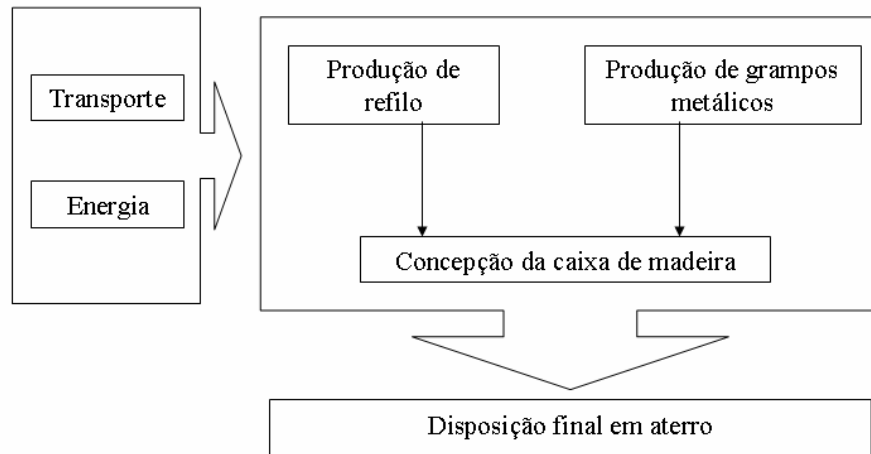 Transporte
Energia
Produção de
refilo
Produção de grampos
metálicos
Concepção da caixa de madeira
Disposição final em aterro